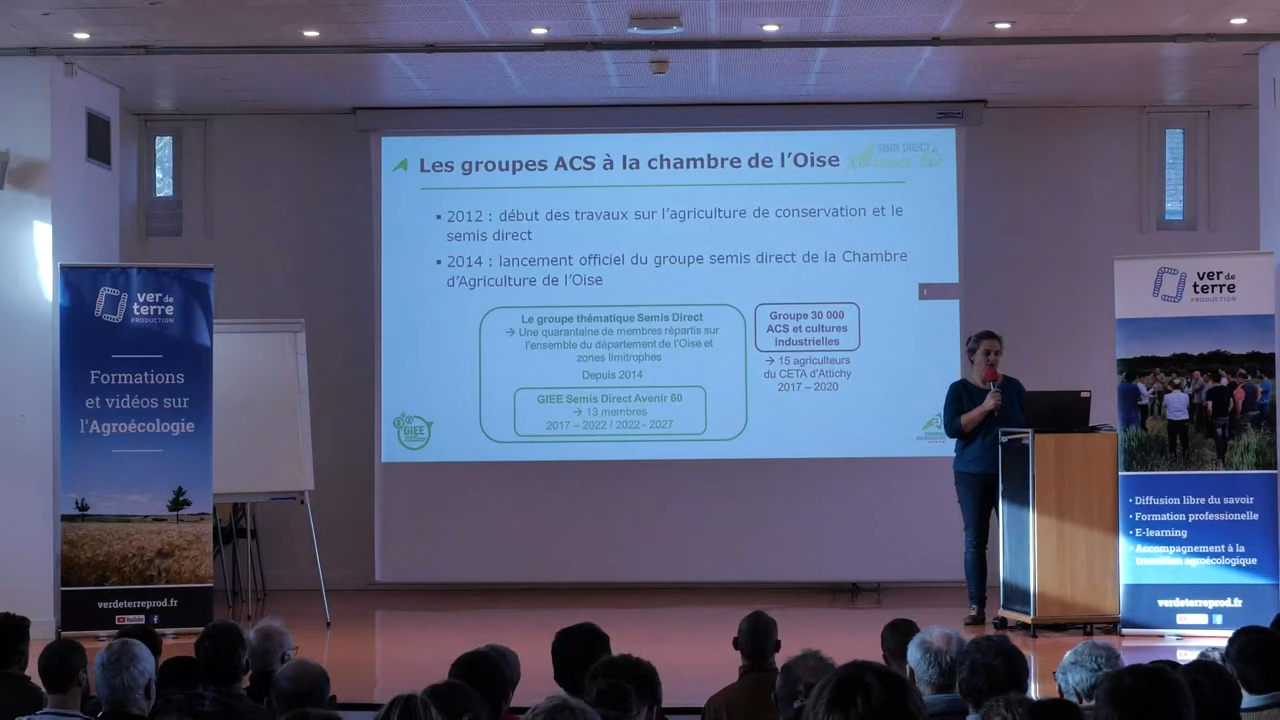 Les groupes ACS à la chambre de l'Oise
SEMIS DIRECT
▪ 2012 : début des travaux sur l'agriculture de conservation et le
semis direct
▪ 2014 : lancement officiel du groupe semis direct de la Chambre
d'Agriculture de l'Oise
Le groupe thématique Semis Direct
→ Une quarantaine de membres répartis sur
l'ensemble du département de l'Oise et
zones limitrophes
Depuis 2014
GIEE Semis Direct Avenir 60
→ 13 membres
2017 – 2022 / 2022 - 2027
Groupe 30 000
ACS et cultures
industrielles
→ 15 agriculteurs
du CETA d'Attichy
2017 – 2020
1
GIEE
ver de
terre
PRODUCTION
Formations
et vidéos sur
l'Agroécologie
verdeterreprod.fr
YouTube
ver de
terre
PRODUCTION
• Diffusion libre du savoir
• Formation professionelle
• E-learning
• Accompagnement à la
transition agroécologique
verdeterreprod.fr